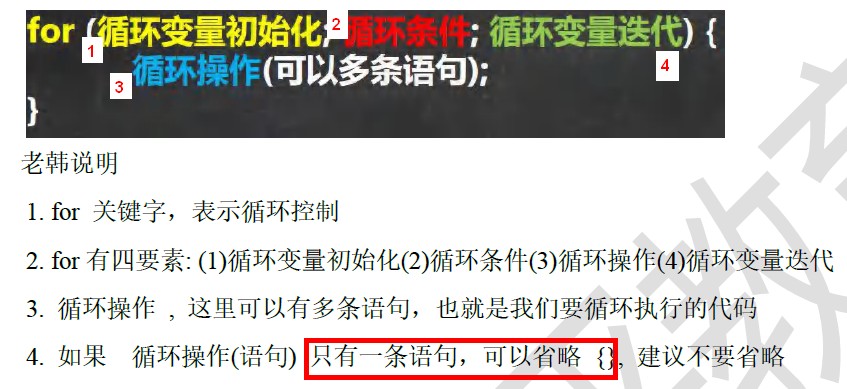 for (循环变量初始化; 循环条件; 循环变量迭代) {
循环操作(可以多条语句);
}
1
2
3
4
老韩说明
1. for 关键字，表示循环控制
2. for 有四要素: (1)循环变量初始化(2)循环条件(3)循环操作(4)循环变量迭代
3. 循环操作 , 这里可以有多条语句，也就是我们要循环执行的代码
4. 如果 循环操作(语句) 只有一条语句，可以省略 {}, 建议不要省略
教育